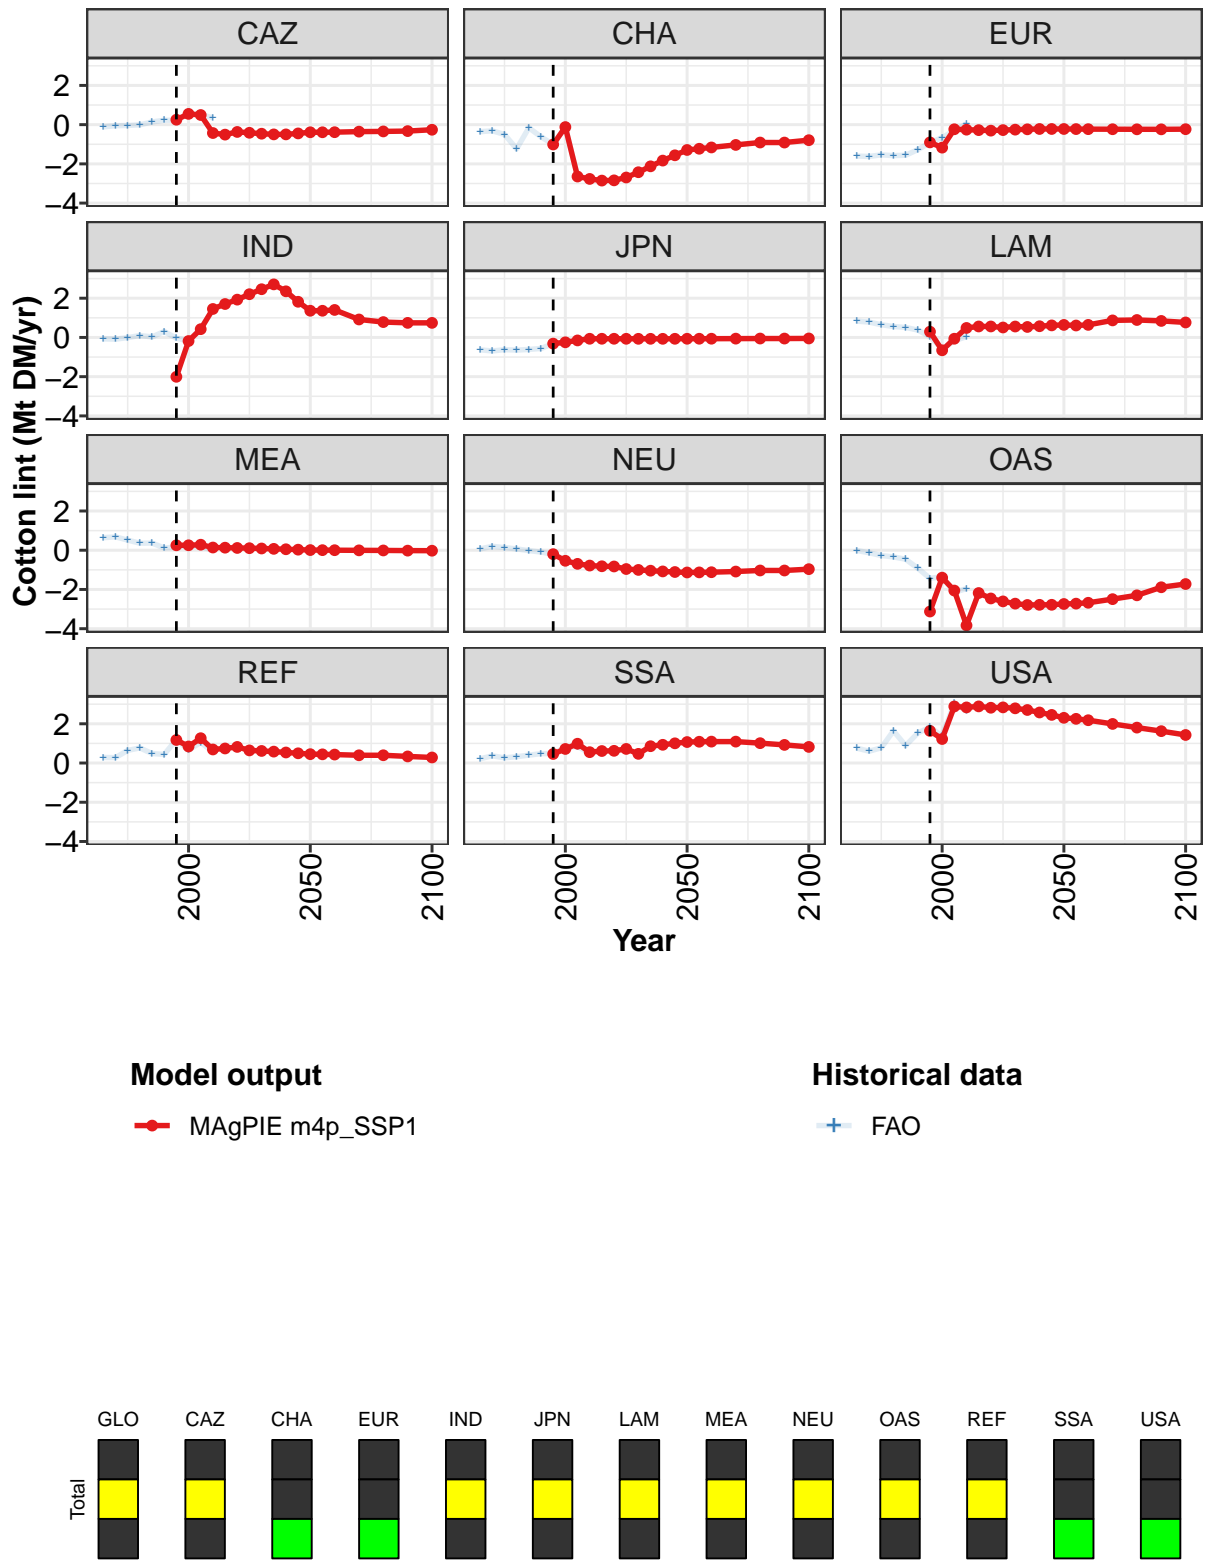 CAZ CHA EUR
2
0
−2
−4
IND JPN LAM
2
0
−2
−4
MEA NEU OAS
2
0
−2
−4
REF SSA USA
2
0
−2
−4
Cotton lint (Mt DM/yr)
2000 2050 2100 2000 2050 2100 2000 2050 2100
Year
Model output Historical data
MAgPIE m4p_SSP1 FAO
GLO CAZ CHA EUR IND JPN LAM MEA NEU OAS REF SSA USA
Total